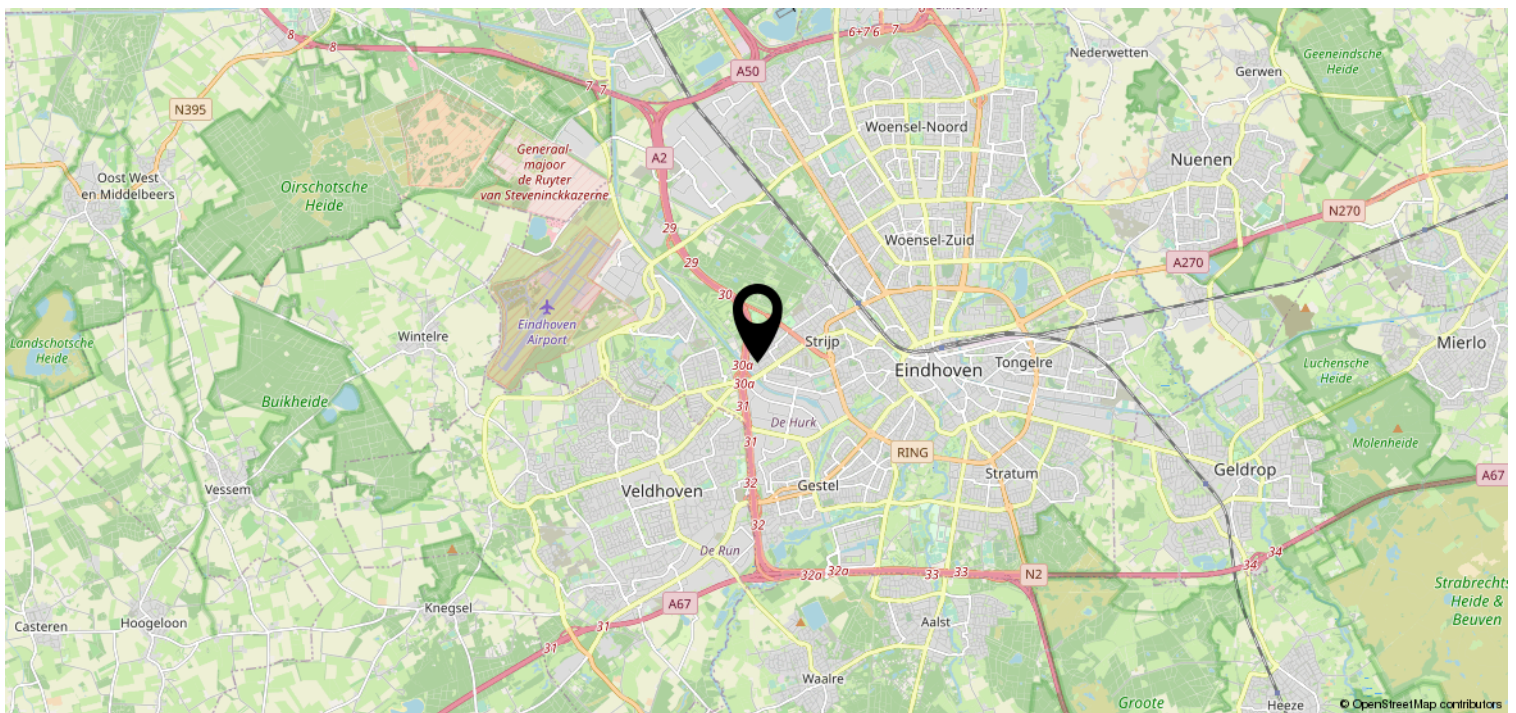 8
8
6+7
6
7
A50
7
7
N395
A2
Nederwetten
Geeneindsche
Heide
Gerwen
Woensel-Noord
Nuenen
Generaal-
majoor
de Ruyter
van Steveninckkazerne
Oost West
en Middelbeers
Oirschotsche
Heide
N270
29
29
Woensel-Zuid
A270
30
Eindhoven
Airport
Wintelre
Landschotsche
Heide
Strijp
Mierlo
30a
30a
Eindhoven
Tongelre
Luchensche
Heide
Buikheide
31
De Hurk
31
RING
Molenheide
Vessem
Veldhoven
32
Gestel
Stratum
Geldrop
A67
32
De Run
32a
32a
33
33
N2
34
34
Strabrechts
Heide &
Beuven
Knegsel
A67
Casteren
Hoogeloon
31
31
Aalst
Waalre
Groote
Heeze
© OpenStreetMap contributors